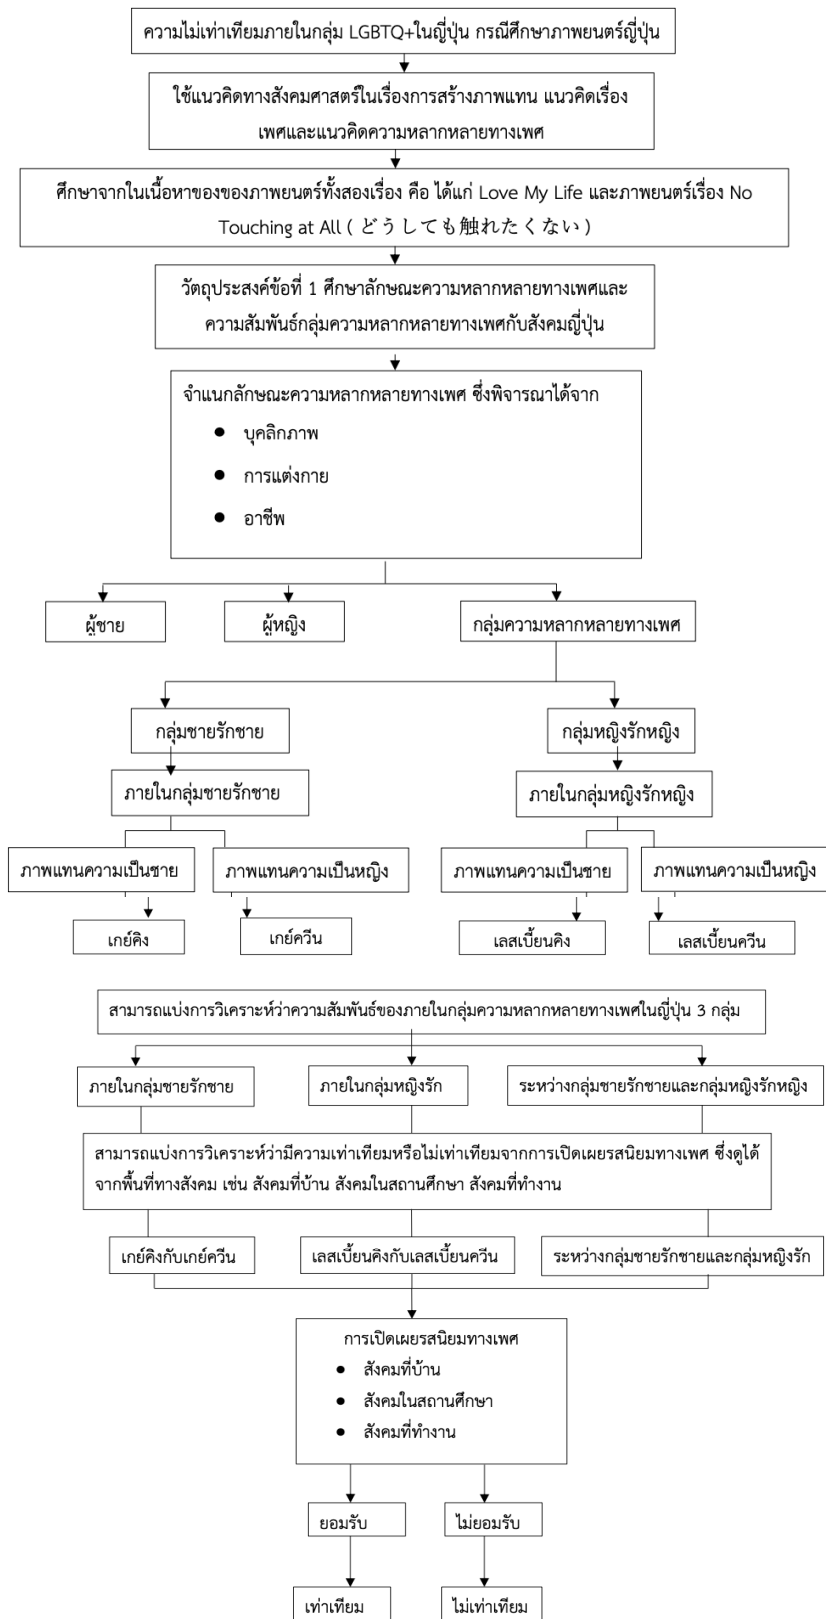 ความไม่เท่าเทียมภายในกลุ่ม LGBTQ+ในญี่ปุ่น กรณีศึกษาภาพยนตร์ญี่ปุ่น
ใช้แนวคิดทางสังคมศาสตร์ในเรื่องการสร้างภาพแทน แนวคิดเรื่อง
เพศและแนวคิดความหลากหลายทางเพศ
ศึกษาจากในเนื้อหาของของภาพยนตร์ทั้งสองเรื่อง คือ ได้แก่ Love My Life และภาพยนตร์เรื่อง No
Touching at All ( どうしても触れたくない )
วัตถุประสงค์ข้อที่ 1 ศึกษาลักษณะความหลากหลายทางเพศและ
ความสัมพันธ์กลุ่มความหลากหลายทางเพศกับสังคมญี่ปุ่น
จำแนกลักษณะความหลากหลายทางเพศ ซึ่งพิจารณาได้จาก
● บุคลิกภาพ
● การแต่งกาย
● อาชีพ
ผู้ชาย
ผู้หญิง
กลุ่มความหลากหลายทางเพศ
กลุ่มชายรักชาย
กลุ่มหญิงรักหญิง
ภายในกลุ่มชายรักชาย
ภายในกลุ่มหญิงรักหญิง
ภาพแทนความเป็นชาย
ภาพแทนความเป็นหญิง
ภาพแทนความเป็นชาย
ภาพแทนความเป็นหญิง
เกย์คิง
เกย์ควีน
เลสเบี้ยนคิง
เลสเบี้ยนควีน
สามารถแบ่งการวิเคราะห์ว่าความสัมพันธ์ของภายในกลุ่มความหลากหลายทางเพศในญี่ปุ่น 3 กลุ่ม
ภายในกลุ่มชายรักชาย
ภายในกลุ่มหญิงรัก
ระหว่างกลุ่มชายรักชายและกลุ่มหญิงรักหญิง
สามารถแบ่งการวิเคราะห์ว่ามีความเท่าเทียมหรือไม่เท่าเทียมจากการเปิดเผยรสนิยมทางเพศ ซึ่งดูได้
จากพื้นที่ทางสังคม เช่น สังคมที่บ้าน สังคมในสถานศึกษา สังคมที่ทำงาน
เกย์คิงกับเกย์ควีน
เลสเบี้ยนคิงกับเลสเบี้ยนควีน
ระหว่างกลุ่มชายรักชายและกลุ่มหญิงรัก
การเปิดเผยรสนิยมทางเพศ
● สังคมที่บ้าน
● สังคมในสถานศึกษา
● สังคมที่ทำงาน
ยอมรับ
ไม่ยอมรับ
เท่าเทียม
ไม่เท่าเทียม